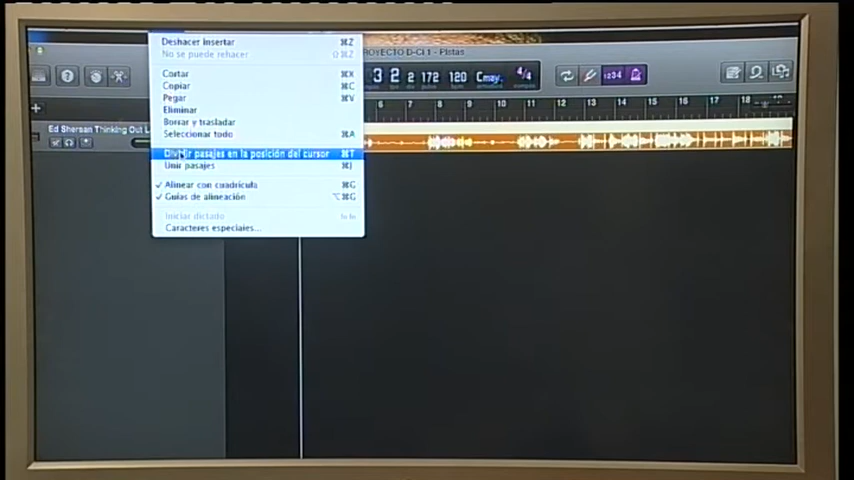 Deshacer Insertar ⌘Z
No se puede rehacer ⇧⌘Z
Cortar ⌘X
Copiar ⌘C
Pegar ⌘V
Eliminar
Borrar y trasladar
Seleccionar todo ⌘A
Dividir pasajes en la posición del cursor ⌘T
Unir pasajes ⌘J
✓ Alinear con cuadrícula ⌘G
✓ Guías de alineación ⌥⌘G
Iniciar dictado fn fn
Caracteres especiales...
ROYECTO D-CI 1 - Pistas
3 2 2 172 120 Cmay. 4/4
1234
6 7 8 9 10 11 12 13 14 15 16 17 18
Ed Sheeran Thinking Out L